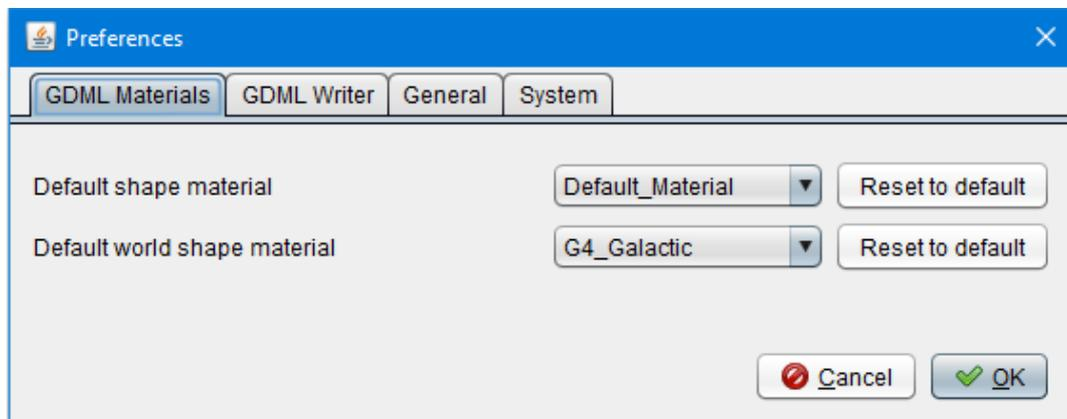 Preferences
GDML Materials GDML Writer General System
Default shape material Default_Material Reset to default
Default world shape material G4_Galactic Reset to default
Cancel OK